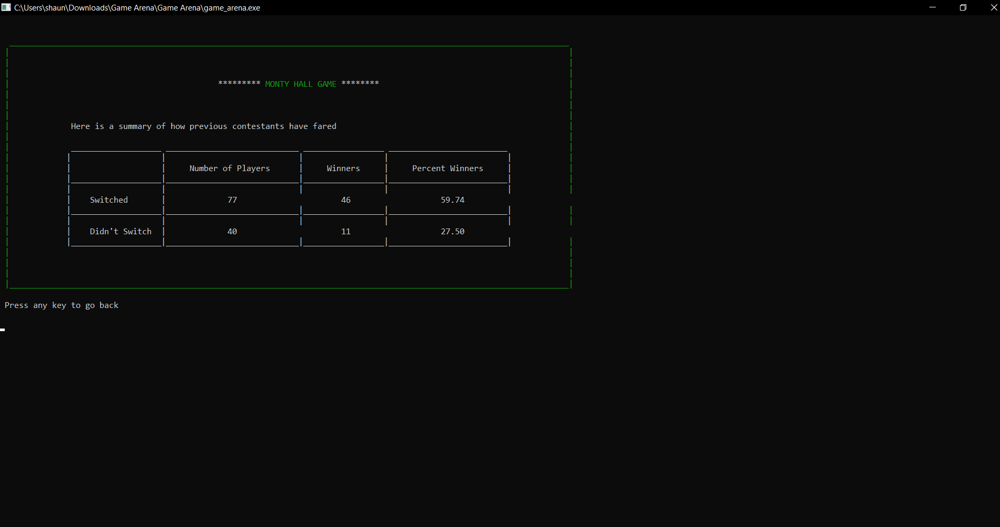 C:\Users\shaun\Downloads\Game Arena\Game Arena\game_arena.exe
********* MONTY HALL GAME ********
Here is a summary of how previous contestants have fared
Number of Players Winners Percent Winners
Switched 77 46 59.74
Didn't Switch 40 11 27.50
Press any key to go back